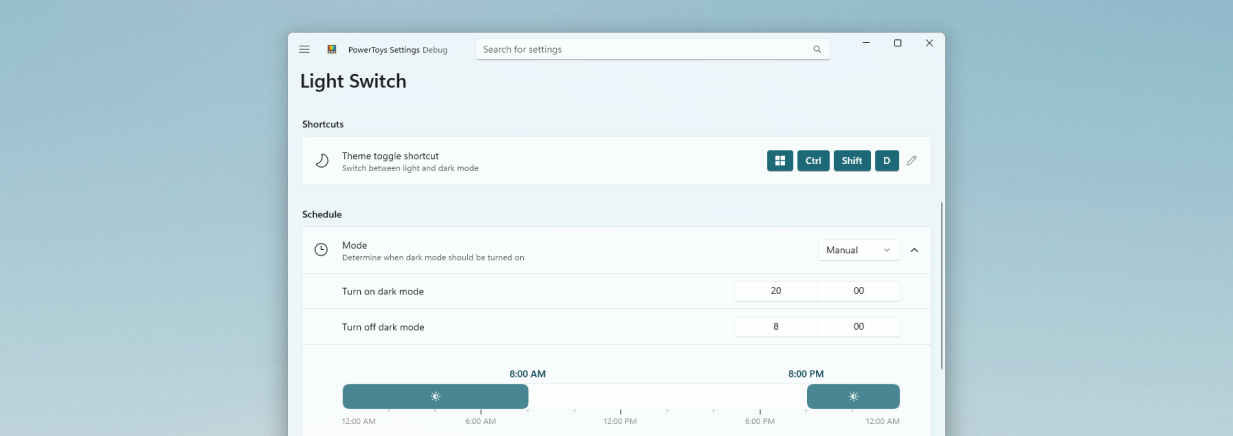 PowerToys Settings Debug
Search for settings
Light Switch
Shortcuts
Theme toggle shortcut
Switch between light and dark mode
Ctrl Shift D
Schedule
Mode
Determine when dark mode should be turned on
Manual
Turn on dark mode 20 00
Turn off dark mode 8 00
8:00 AM 8:00 PM
12:00 AM 6:00 AM 12:00 PM 6:00 PM 12:00 AM